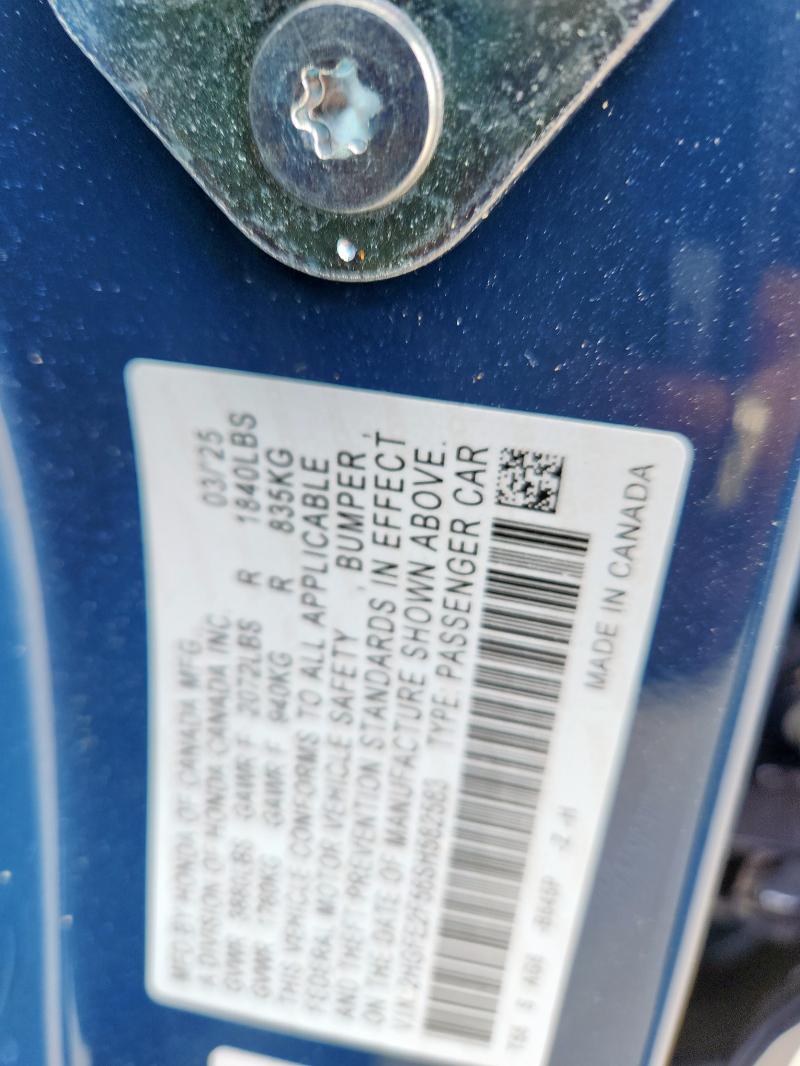 MFD BY HONDA OF CANADA MFG. 03/25
A DIVISION OF HONDA CANADA INC.
GVWR LBS GAWR F 2072LBS R 1840LBS
GVWR 1760KG GAWR F 940KG R 835KG
THIS VEHICLE CONFORMS TO ALL APPLICABLE
FEDERAL MOTOR VEHICLE SAFETY , BUMPER,
AND THEFT PREVENTION STANDARDS IN EFFECT
ON THE DATE OF MANUFACTURE SHOWN ABOVE.
VIN: TYPE: PASSENGER CAR
MADE IN CANADA